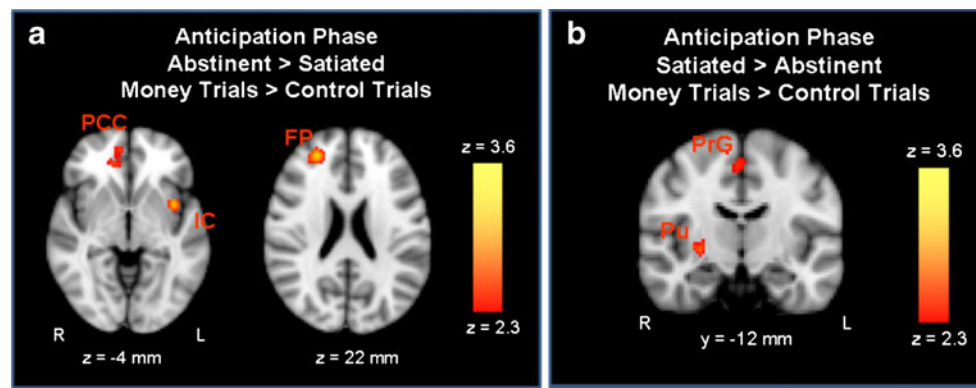 a
Anticipation Phase
Abstinent > Satiated
Money Trials > Control Trials
PCC
FP
IC
z = 3.6
z = 2.3
R
L
z = -4 mm
z = 22 mm
b
Anticipation Phase
Satiated > Abstinent
Money Trials > Control Trials
PrG
Pu
z = 3.6
z = 2.3
R
L
y = -12 mm